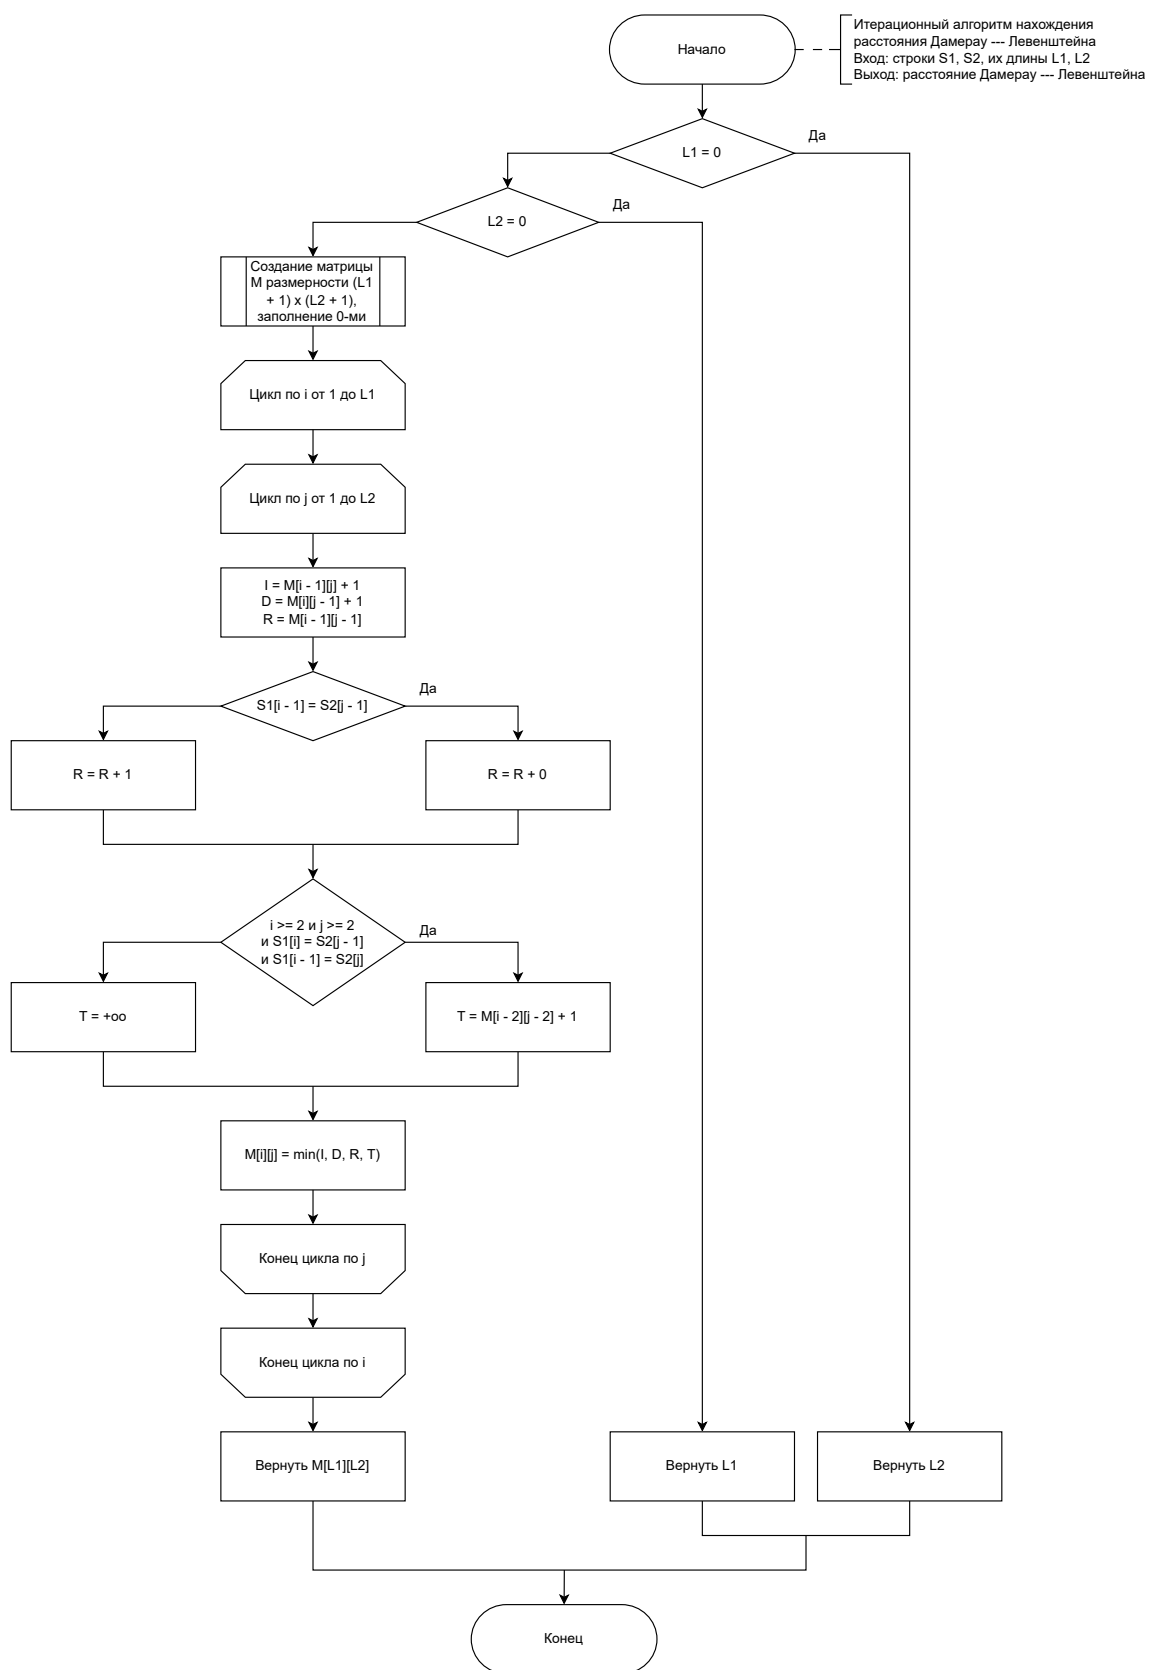 Начало
Итерационный алгоритм нахождения
расстояния Дамерау --- Левенштейна
Вход: строки S1, S2, их длины L1, L2
Выход: расстояние Дамерау --- Левенштейна
L1 = 0
Да
L2 = 0
Да
Создание матрицы
М размерности (L1
+ 1) x (L2 + 1),
заполнение 0-ми
Цикл по i от 1 до L1
Цикл по j от 1 до L2
I = M[i - 1][j] + 1
D = M[i][j - 1] + 1
R = M[i - 1][j - 1]
S1[i - 1] = S2[j - 1]
Да
R = R + 1
R = R + 0
i >= 2 и j >= 2
и S1[i] = S2[j - 1]
и S1[i - 1] = S2[j]
Да
T = +oo
T = M[i - 2][j - 2] + 1
M[i][j] = min(I, D, R, T)
Конец цикла по j
Конец цикла по i
Вернуть M[L1][L2]
Вернуть L1
Вернуть L2
Конец